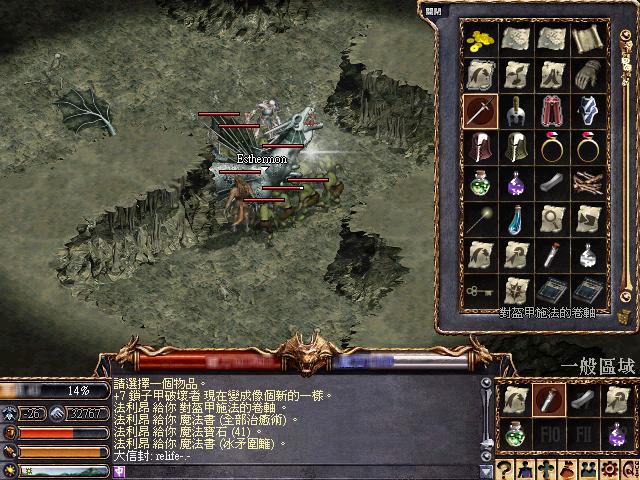 Esthermon
對盔甲施法的卷軸
一般區域
14%
-26
32767
請選擇一個物品。
+7 鎖子甲破壞者 現在變成像個新的一樣。
法利昂 給你 對盔甲施法的卷軸。
法利昂 給你 魔法書 (全部治癒術)。
法利昂 給你 魔法寶石 (41)。
法利昂 給你 魔法書 (冰矛圍籬)。
大信封: relife-.-
中
F10
F11